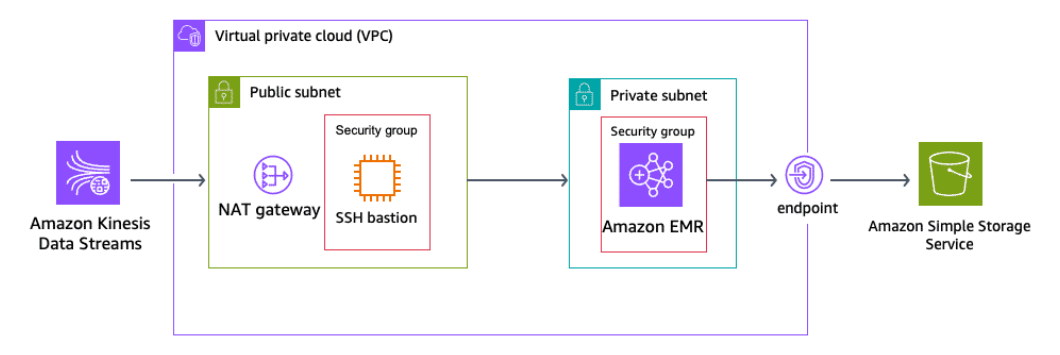 Virtual private cloud (VPC)
Public subnet
Private subnet
Security group
Security group
NAT gateway
SSH bastion
Amazon EMR
Amazon Kinesis
Data Streams
endpoint
Amazon Simple Storage
Service